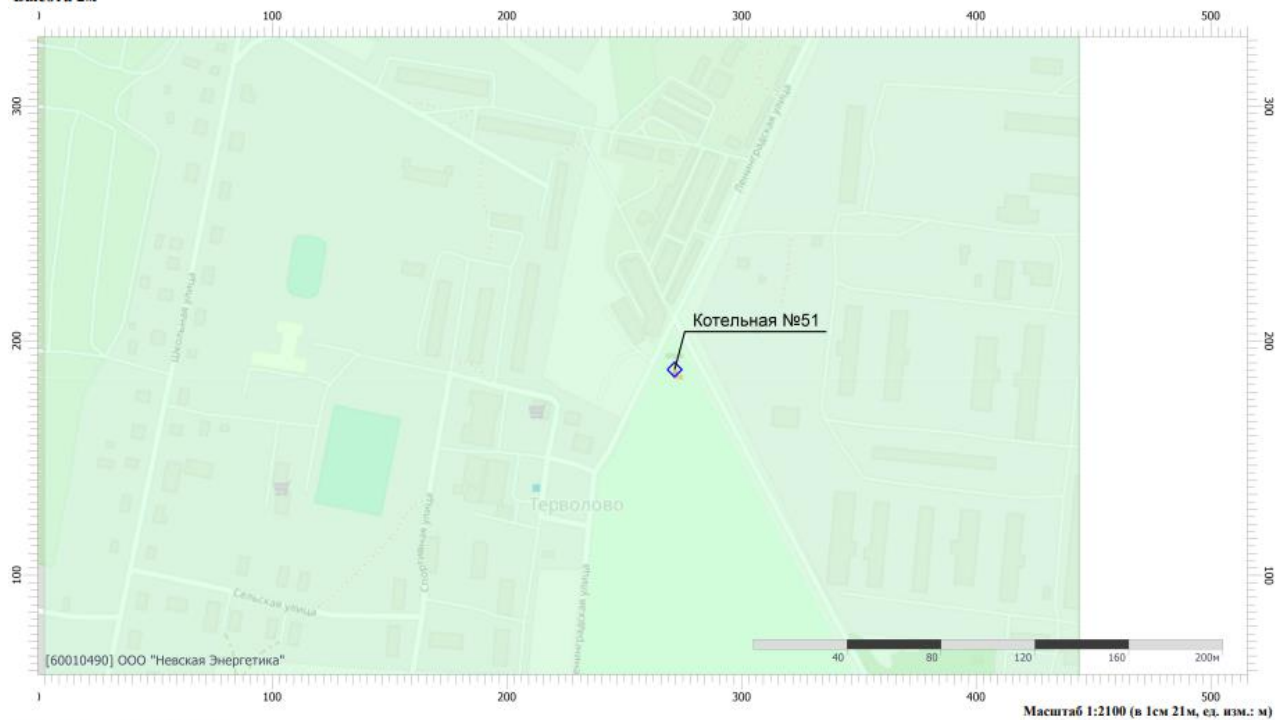 100 200 300 400 500
300 300
Ленинградская улица
Школьная улица
Котельная №51
200 200
Терволово
Спортивная улица
100 100
Сельская улица
[60010490] ООО "Невская Энергетика"
40 80 120 160 200м
100 200 300 400 500
Масштаб 1:2100 (в 1см 21м, ед. изм.: м)